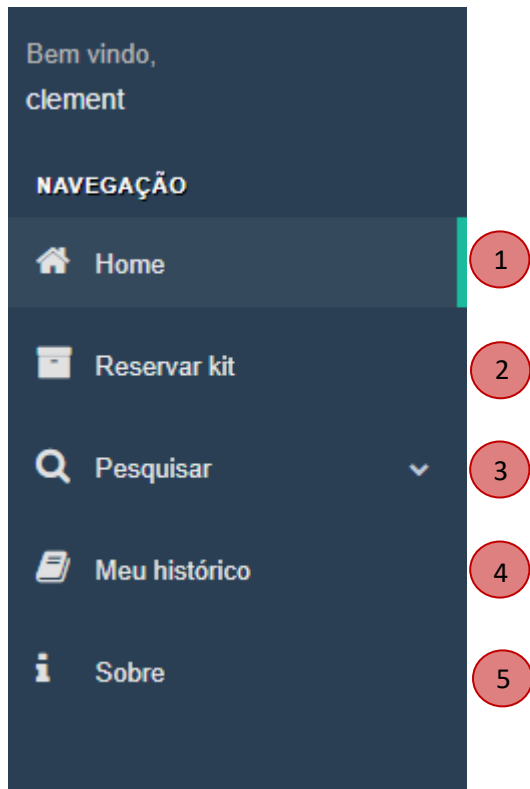 Bem vindo,
clement
NAVEGAÇÃO
Home
1
Reservar kit
2
Pesquisar
3
Meu histórico
4
Sobre
5